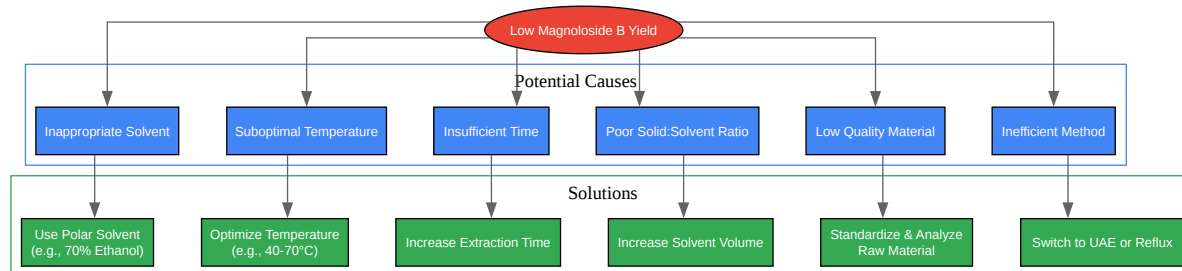 Low Magnoloside B Yield
Potential Causes
Inappropriate Solvent
Suboptimal Temperature
Insufficient Time
Poor Solid:Solvent Ratio
Low Quality Material
Inefficient Method
Solutions
Use Polar Solvent
(e.g., 70% Ethanol)
Optimize Temperature
(e.g., 40-70°C)
Increase Extraction Time
Increase Solvent Volume
Standardize & Analyze
Raw Material
Switch to UAE or Reflux